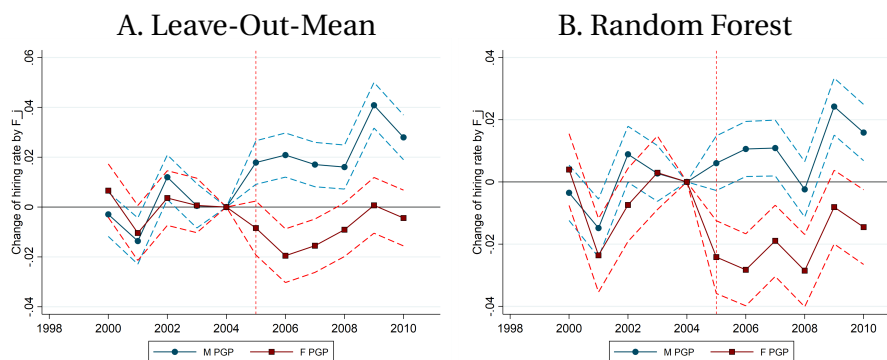 A. Leave-Out-Mean
Change of hiring rate by F_j
.06
.04
.02
0
-.02
-.04
1998 2000 2002 2004 2006 2008 2010
M PGP F PGP
B. Random Forest
Change of hiring rate by F_j
.04
.02
0
-.02
-.04
1998 2000 2002 2004 2006 2008 2010
M PGP F PGP